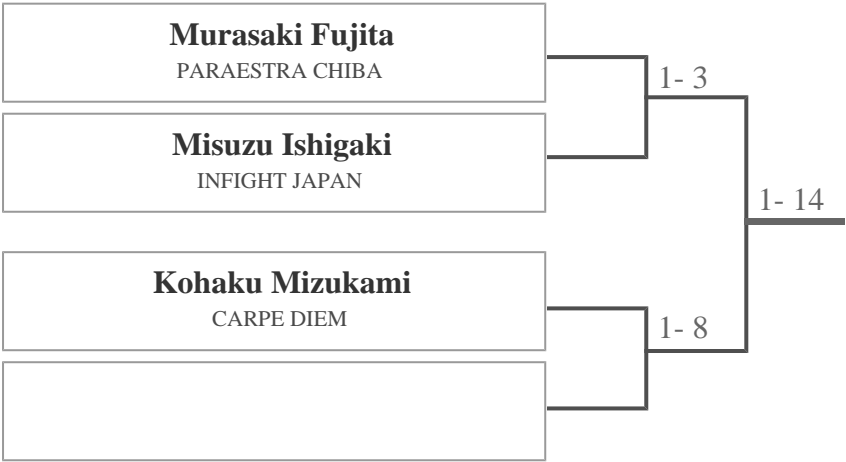 Murasaki Fujita
PARAESTRA CHIBA
1- 3
Misuzu Ishigaki
INFIGHT JAPAN
1- 14
Kohaku Mizukami
CARPE DIEM
1- 8